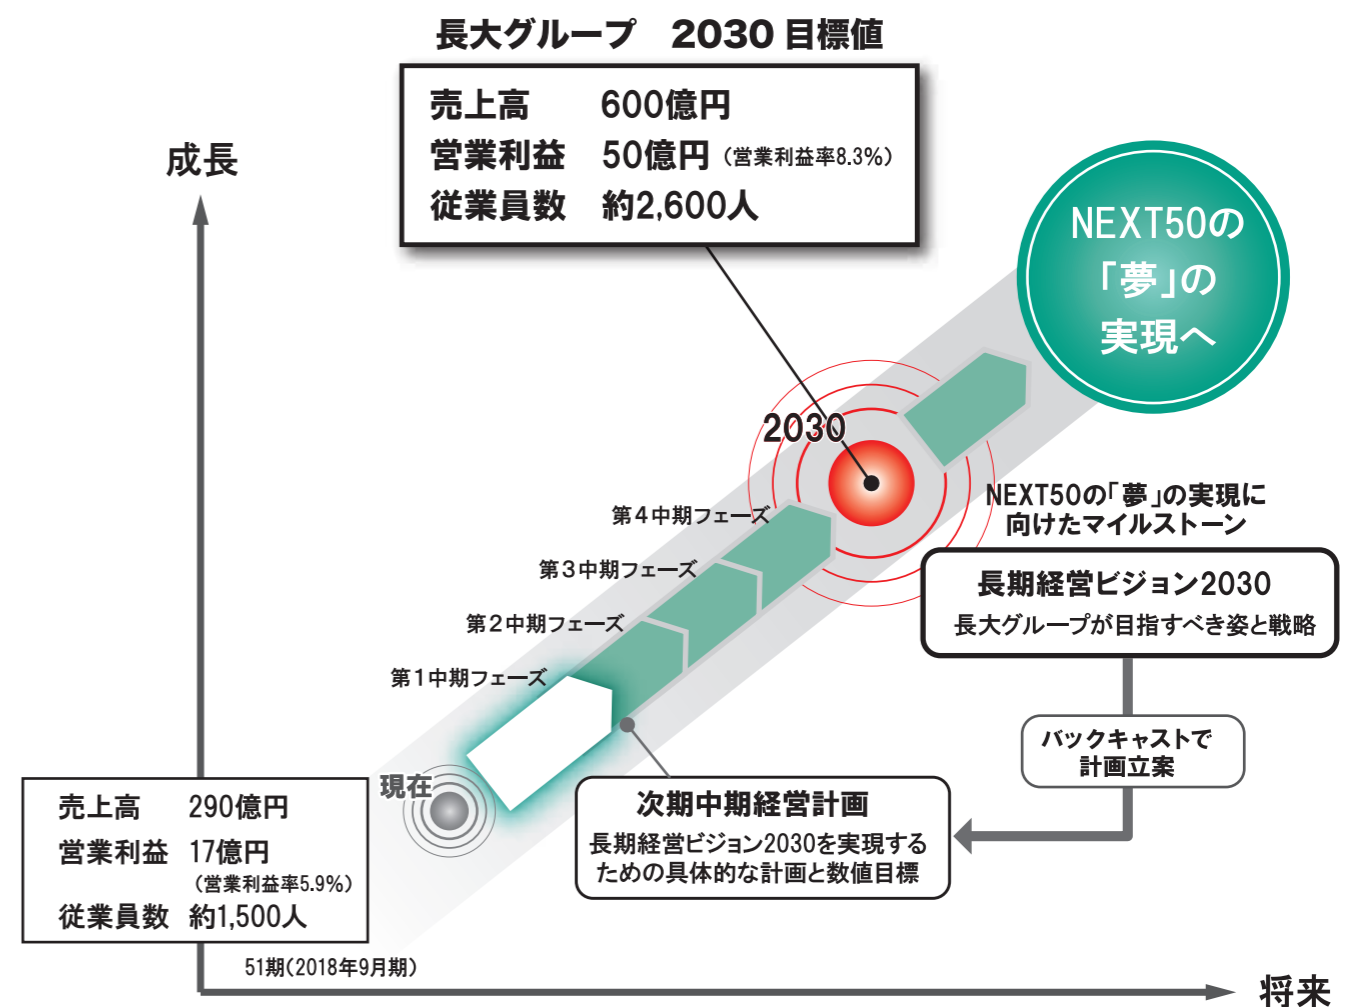 長大グループ 2030 目標値
売上高 600億円
営業利益 50億円 (営業利益率8.3%)
従業員数 約2,600人
成長
NEXT50の
「夢」の
実現へ
2030
第4中期フェーズ
第3中期フェーズ
第2中期フェーズ
第1中期フェーズ
NEXT50の「夢」の実現に
向けたマイルストーン
長期経営ビジョン2030
長大グループが目指すべき姿と戦略
バックキャストで
計画立案
次期中期経営計画
長期経営ビジョン2030を実現する
ための具体的な計画と数値目標
現在
売上高 290億円
営業利益 17億円
(営業利益率5.9%)
従業員数 約1,500人
51期(2018年9月期)
将来